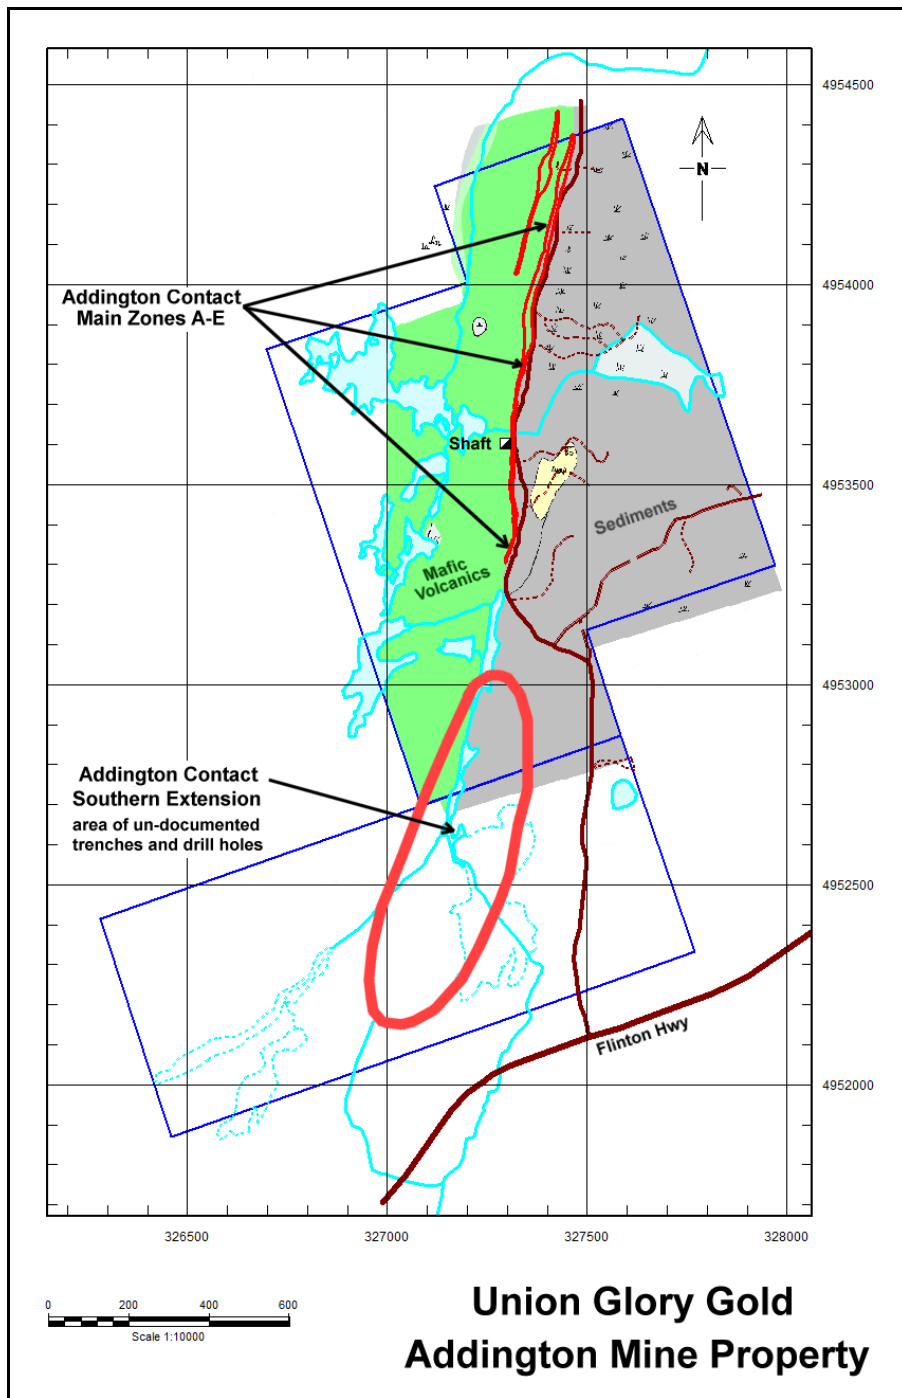 4954500
N
Addington Contact
Main Zones A-E
4954000
Shaft
4953500
Sediments
Mafic
Volcanics
4953000
Addington Contact
Southern Extension
area of un-documented
trenches and drill holes
4952500
Flinton Hwy
4952000
326500 327000 327500 328000
0 200 400 600
Scale 1:10000
Union Glory Gold
Addington Mine Property